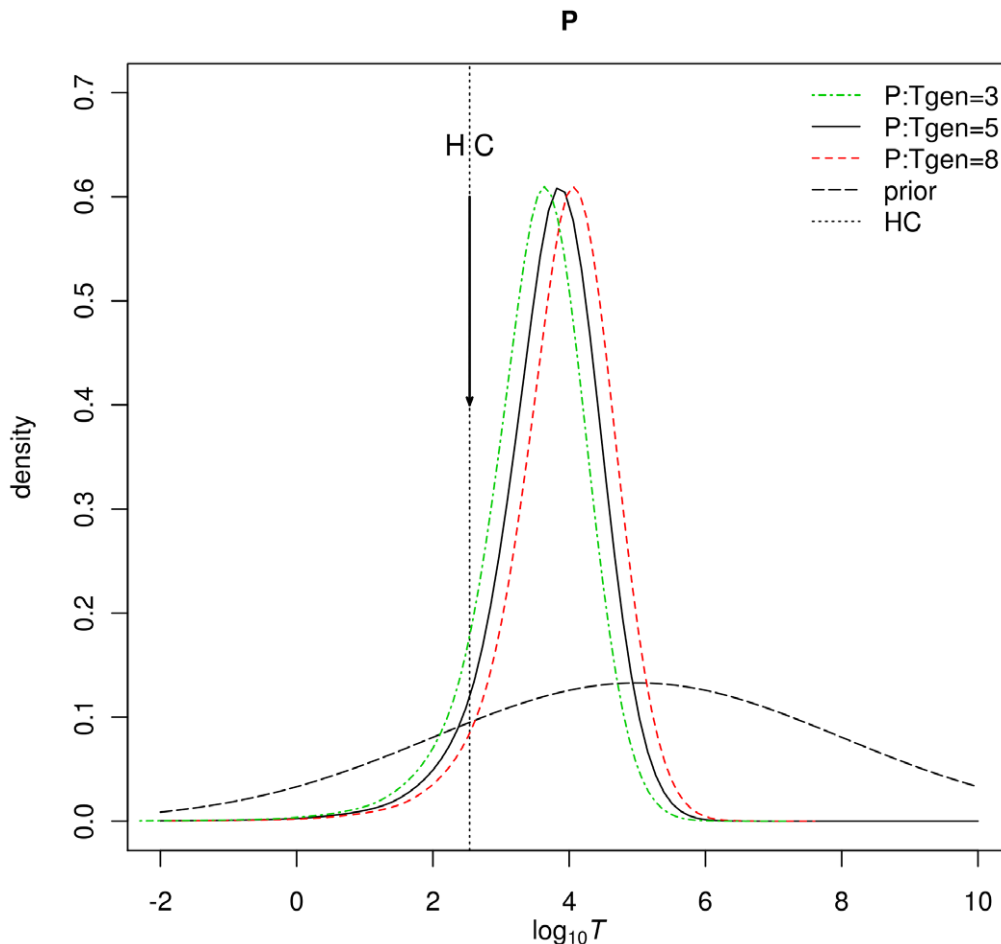 P
P:Tgen=3
P:Tgen=5
P:Tgen=8
prior
HC
H C
density
0.7
0.6
0.5
0.4
0.3
0.2
0.1
0.0
-2 0 2 4 6 8 10
log₁₀T